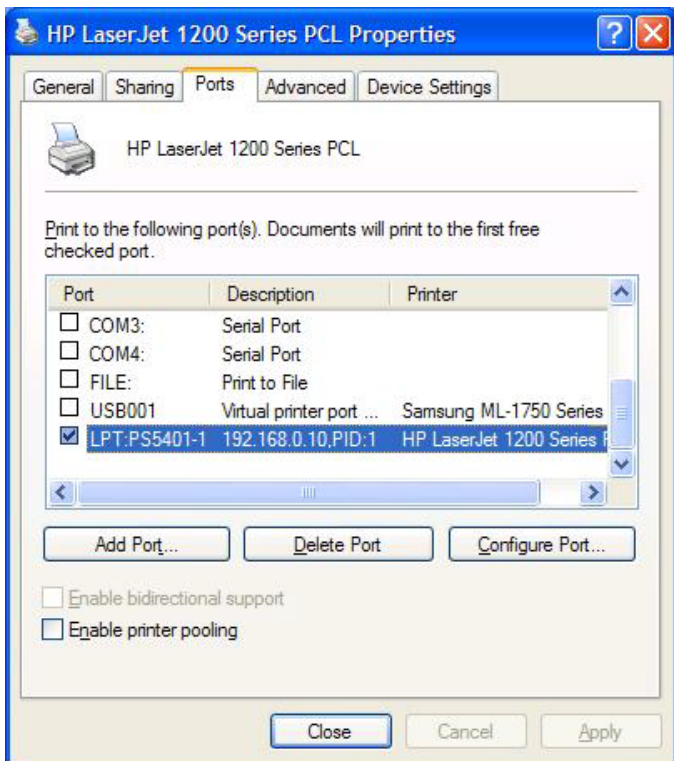 HP LaserJet 1200 Series PCL Properties
General Sharing Ports Advanced Device Settings
HP LaserJet 1200 Series PCL
Print to the following port(s). Documents will print to the first free
checked port.
Port Description Printer
COM3: Serial Port
COM4: Serial Port
FILE: Print to File
USB001 Virtual printer port ... Samsung ML-1750 Series
LPT:PS5401-1 192.168.0.10,PID:1 HP LaserJet 1200 Series
Add Port... Delete Port Configure Port...
Enable bidirectional support
Enable printer pooling
Close Cancel Apply